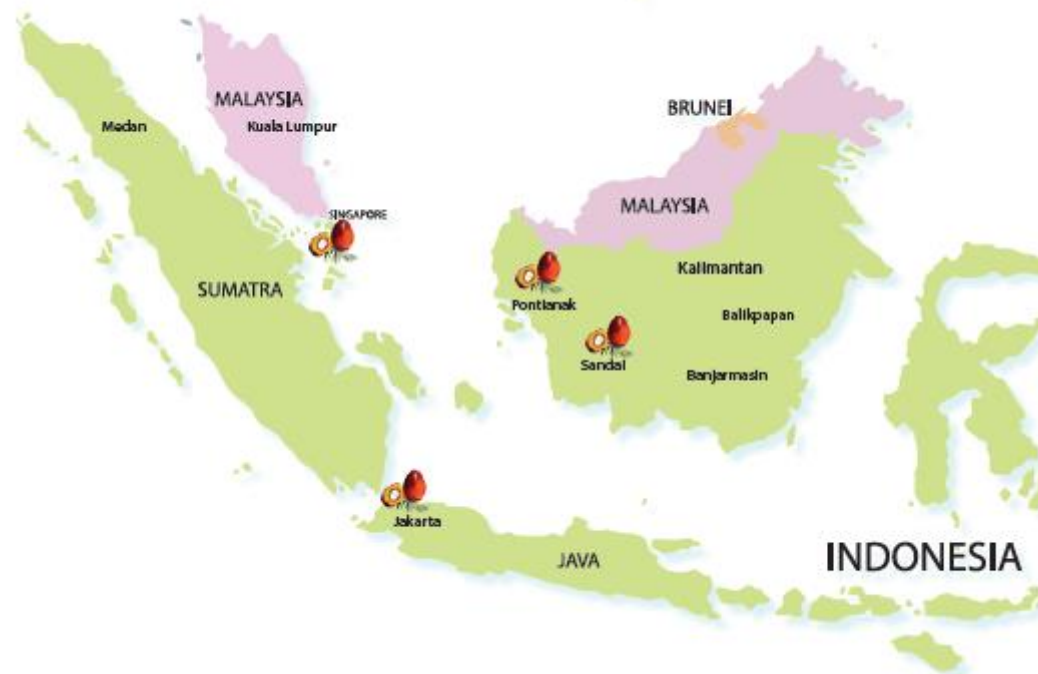 MALAYSIA
BRUNEI
Medan
Kuala Lumpur
MALAYSIA
SINGAPORE
Kalimantan
SUMATRA
Pontianak
Balikpapan
Sandai
Banjarmasin
Jakarta
INDONESIA
JAVA